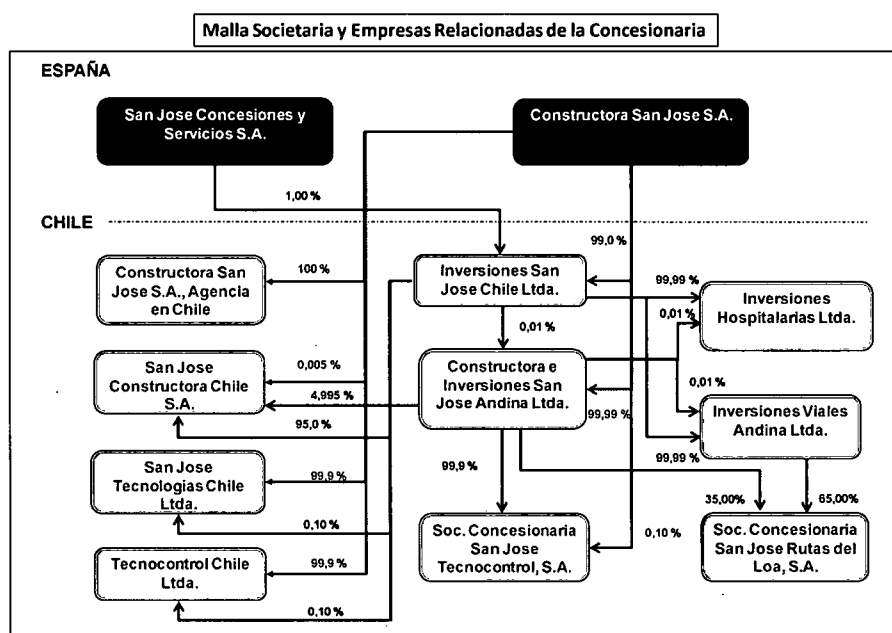 Malla Societaria y Empresas Relacionadas de la Concesionaria
ESPAÑA
San Jose Concesiones y
Servicios S.A.
Constructora San Jose S.A.
1,00 %
CHILE
99,0 %
Constructora San
Jose S.A., Agencia
en Chile
100 %
Inversiones San
Jose Chile Ltda.
99,99 %
Inversiones
Hospitalarias Ltda.
0,01 %
0,01 %
San Jose
Constructora Chile
S.A.
0,005 %
4,995 %
95,0 %
Constructora e
Inversiones San
Jose Andina Ltda.
99,99 %
0,01 %
Inversiones Viales
Andina Ltda.
99,99 %
San Jose
Tecnologias Chile
Ltda.
99,9 %
0,10 %
99,9 %
35,00%
65,00%
Soc. Concesionaria
San Jose
Tecnocontrol, S.A.
0,10 %
Soc. Concesionaria
San Jose Rutas del
Loa, S.A.
Tecnocontrol Chile
Ltda.
99,9 %
0,10 %